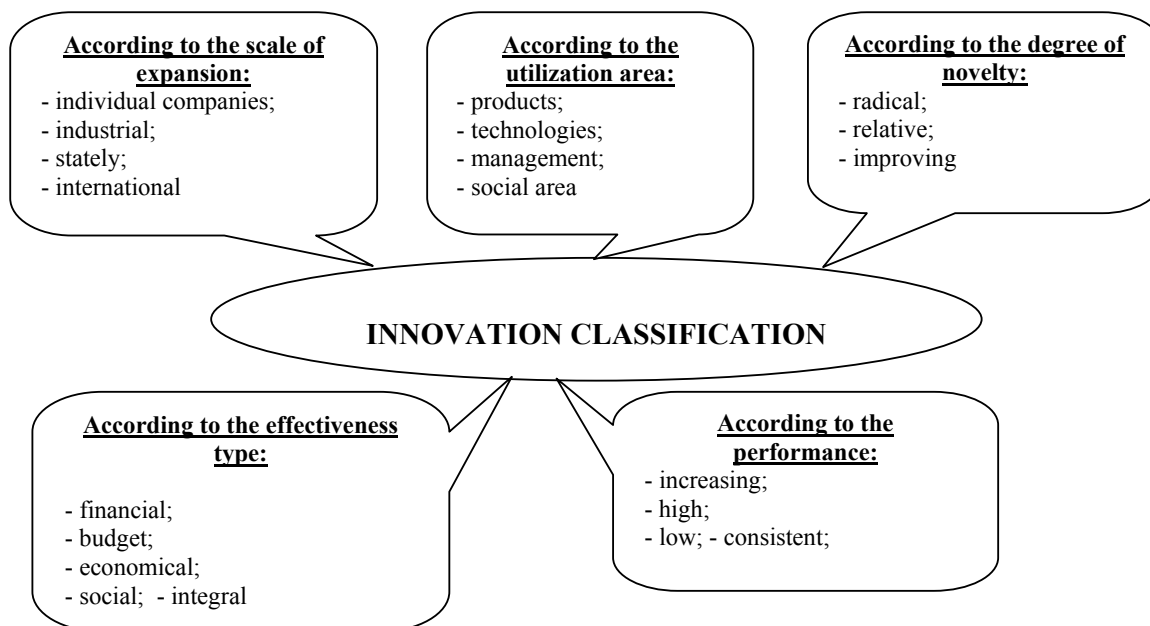 According to the scale of
expansion:
- individual companies;
- industrial;
- stately;
- international
According to the
utilization area:
- products;
- technologies;
- management;
- social area
According to the degree of
novelty:
- radical;
- relative;
- improving
INNOVATION CLASSIFICATION
According to the effectiveness
type:
- financial;
- budget;
- economical;
- social;  - integral
According to the
performance:
- increasing;
- high;
- low; - consistent;